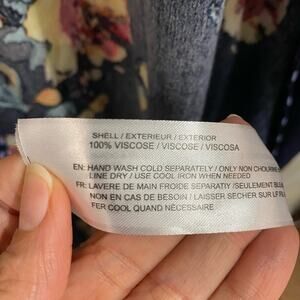 SHELL / EXTERIEUR / EXTERIOR
100% VISCOSE / VISCOSE / VISCOSA
EN: HAND WASH COLD SEPARATELY / ONLY NON
LINE DRY / USE COOL IRON WHEN NEEDED
FR: LAVERE DE MAIN FROIDE SEPARATIY /SEULEMENT
NON EN CAS DE BESOIN / LAISSER SECHER SUR
FER COOL QUAND NÉCESSAIRE